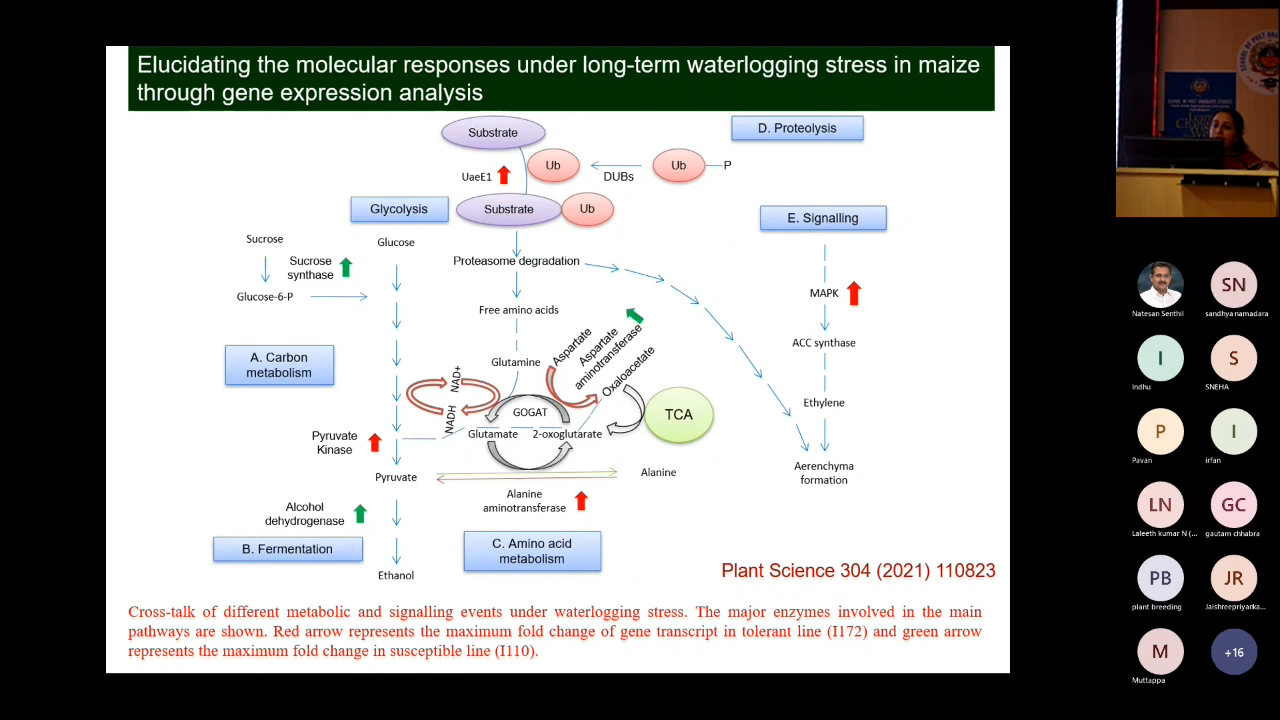 Elucidating the molecular responses under long-term waterlogging stress in maize
through gene expression analysis
Substrate
D. Proteolysis
Ub
Ub
P
UaeE1
DUBs
Glycolysis
Substrate
Ub
E. Signalling
Sucrose
Glucose
Sucrose
synthase
Proteasome degradation
Glucose-6-P
MAPK
Free amino acids
ACC synthase
A. Carbon
metabolism
Glutamine
Aspartate
Aspartate
aminotransferase
Oxaloacetate
NAD+
NADH
GOGAT
TCA
Ethylene
Pyruvate
Kinase
Glutamate
2-oxoglutarate
Pyruvate
Alanine
Aerenchyma
formation
Alanine
aminotransferase
Alcohol
dehydrogenase
B. Fermentation
C. Amino acid
metabolism
Ethanol
Plant Science 304 (2021) 110823
Cross-talk of different metabolic and signalling events under waterlogging stress. The major enzymes involved in the main
pathways are shown. Red arrow represents the maximum fold change of gene transcript in tolerant line (I172) and green arrow
represents the maximum fold change in susceptible line (I110).
SN
Natesan Senthil
sandhya namadara
I
S
Indhu
SNEHA
P
I
Pavan
irfan
LN
GC
Laleeth kumar N (...
gautam chhabra
PB
JR
plant breeding
Jaishreepriyanka...
M
+16
Muttappa